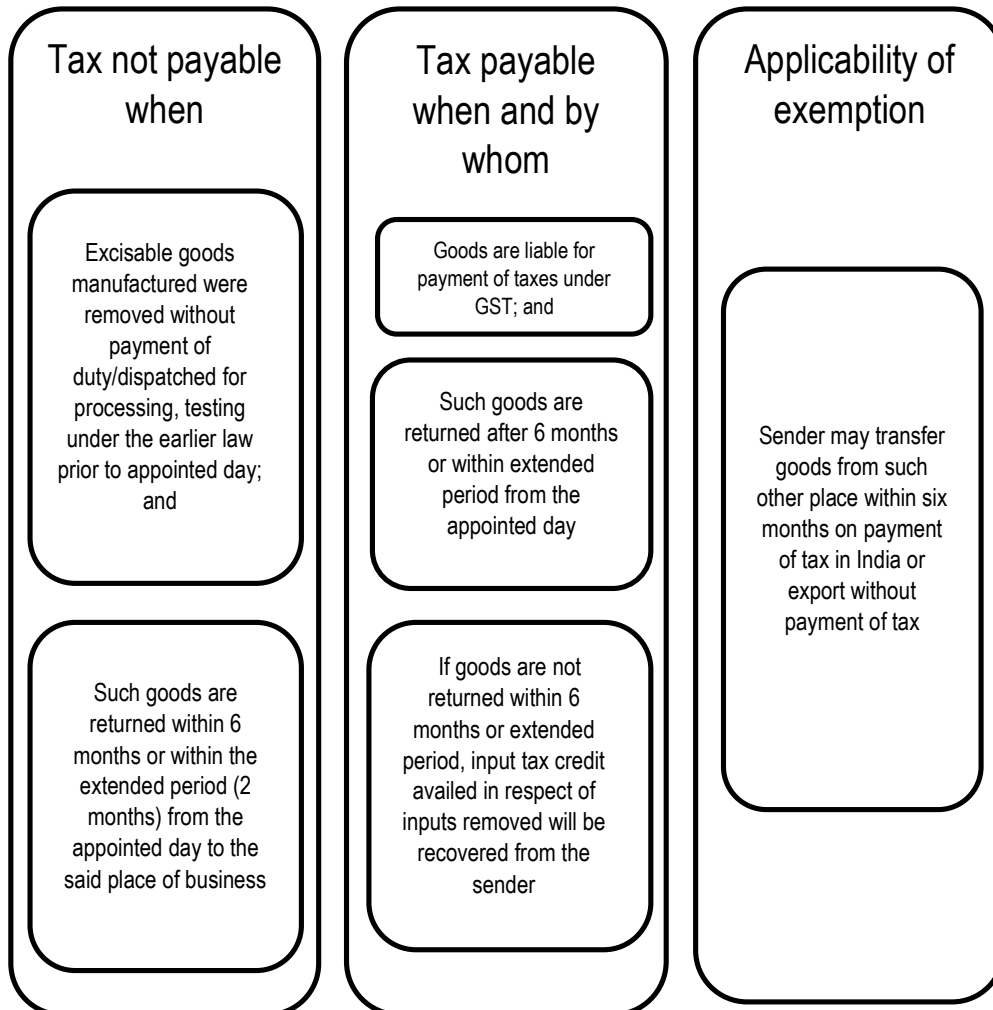 Tax not payable
when
Excisable goods
manufactured were
removed without
payment of
duty/dispatched for
processing, testing
under the earlier law
prior to appointed day;
and
Such goods are
returned within 6
months or within the
extended period (2
months) from the
appointed day to the
said place of business
Tax payable
when and by
whom
Goods are liable for
payment of taxes under
GST; and
Such goods are
returned after 6 months
or within extended
period from the
appointed day
If goods are not
returned within 6
months or extended
period, input tax credit
availed in respect of
inputs removed will be
recovered from the
sender
Applicability of
exemption
Sender may transfer
goods from such
other place within six
months on payment
of tax in India or
export without
payment of tax